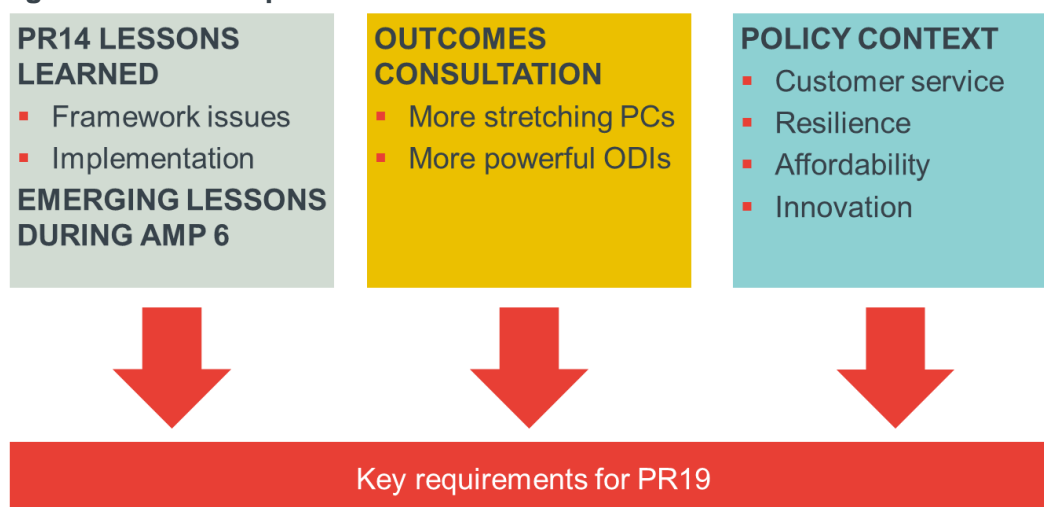 PR14 LESSONS
LEARNED
▪ Framework issues
▪ Implementation
EMERGING LESSONS
DURING AMP 6
OUTCOMES
CONSULTATION
▪ More stretching PCs
▪ More powerful ODIs
POLICY CONTEXT
▪ Customer service
▪ Resilience
▪ Affordability
▪ Innovation
Key requirements for PR19